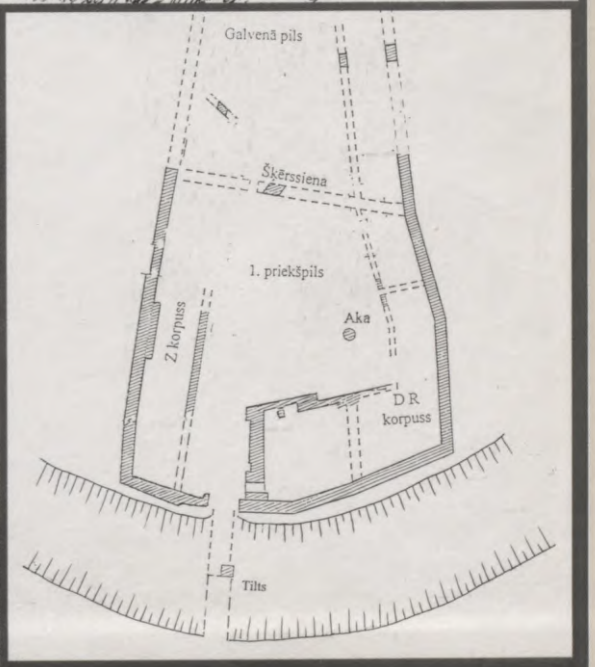 Galvenā pils
Šķērssiena
1. priekšpils
Aka
Z korpuss
D R
korpuss
Tilts